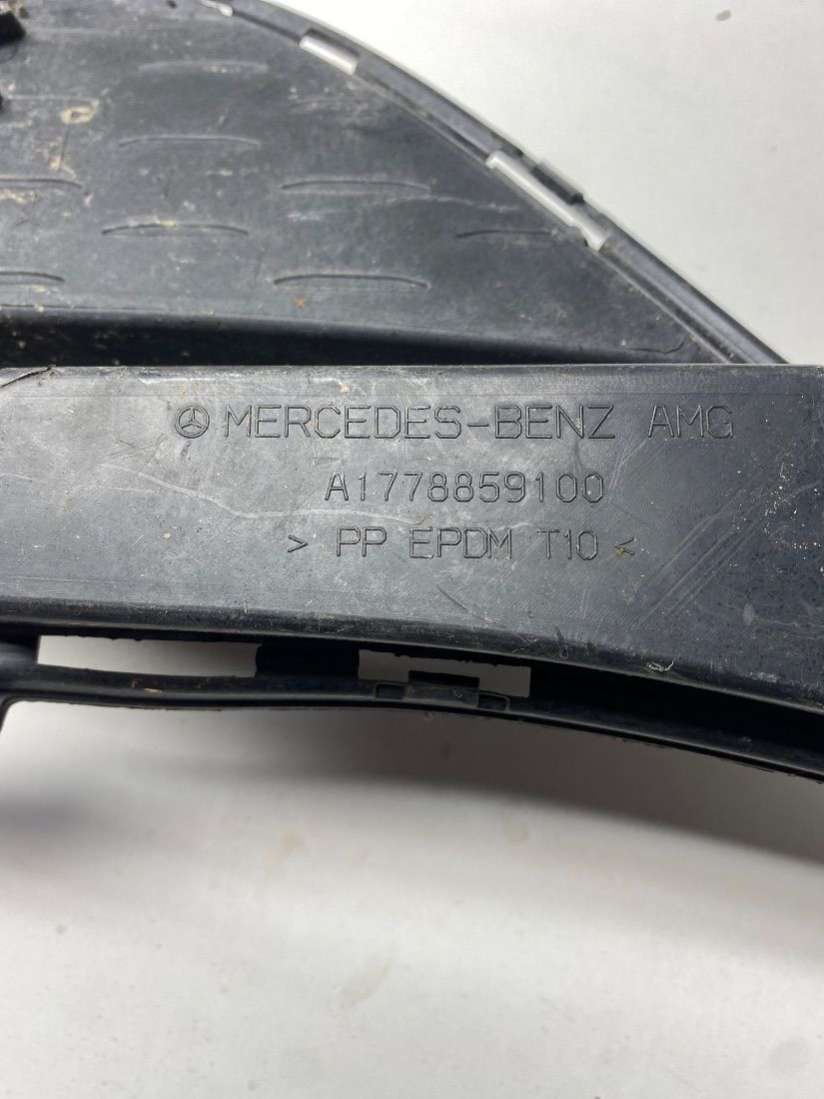 MERCEDES-BENZ AMG
A1778859100
> PP EPDM T10 <